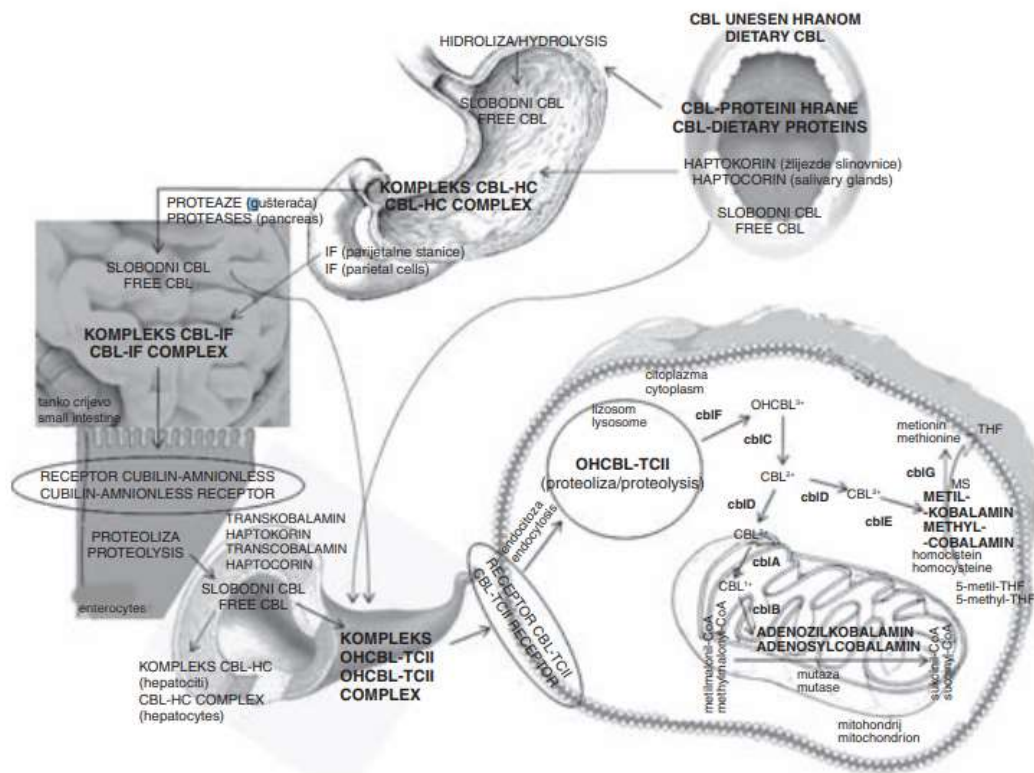 CBL UNESEN HRANOM
DIETARY CBL
HIDROLIZA/HYDROLYSIS
SLOBODNI CBL
FREE CBL
CBL-PROTEINI HRANE
CBL-DIETARY PROTEINS
HAPTOKORIN (žlijezde slinovnice)
HAPTOCORIN (salivary glands)
SLOBODNI CBL
FREE CBL
KOMPLEKS CBL-HC
CBL-HC COMPLEX
PROTEAZE (gušterača)
PROTEASES (pancreas)
IF (parijetalne stanice)
IF (parietal cells)
SLOBODNI CBL
FREE CBL
KOMPLEKS CBL-IF
CBL-IF COMPLEX
tanko crijevo
small intestine
RECEPTOR CUBILIN-AMNIONLESS
CUBILIN-AMNIONLESS RECEPTOR
PROTEOLIZA
PROTEOLYSIS
enterocytes
TRANSKOBALAMIN
HAPTOKORIN
TRANSCOBALAMIN
HAPTOCORIN
SLOBODNI CBL
FREE CBL
KOMPLEKS CBL-HC
(hepatociti)
CBL-HC COMPLEX
(hepatocytes)
KOMPLEKS
OHCBL-TCII
OHCBL-TCII
COMPLEX
RECEPTOR CBL-TCII
CBL-TCII RECEPTOR
endocitoza
endocytosis
citoplazma
cytoplasm
lizosom
lysosome
OHCBL-TCII
(proteoliza/proteolysis)
cblF
OHCBL³⁺
cblC
CBL²⁺
cblD
CBL²⁺
cblE
cblD
CBL²⁺
cblA
CBL¹⁺
cblB
metionin
methionine
THF
cblG
MS
METIL-
-KOBALAMIN
METHYL-
-COBALAMIN
homocistein
homocysteine
5-metil-THF
5-methyl-THF
ADENOZILKOBALAMIN
ADENOSYLCOBALAMIN
metilmalonil-CoA
methylmalonyl-CoA
mutaza
mutase
sukcinil-CoA
succinyl-CoA
mitohondrij
mitochondrion